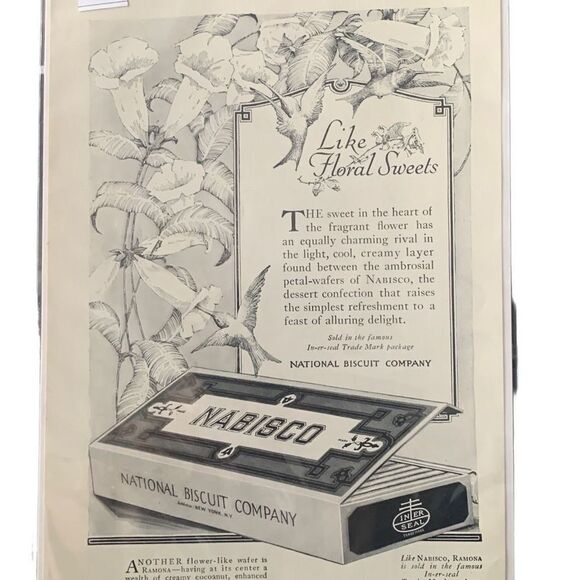 Like
Floral Sweets
THE sweet in the heart of
the fragrant flower has
an equally charming rival in
the light, cool, creamy layer
found between the ambrosial
petal-wafers of NABISCO, the
dessert confection that raises
the simplest refreshment to a
feast of alluring delight.
Sold in the famous
In-er-seal Trade Mark package
NATIONAL BISCUIT COMPANY
NABISCO
NATIONAL BISCUIT COMPANY
NEW YORK, N.Y.
IN ER
SEAL
ANOTHER flower-like wafer is
RAMONA—having at its center a
wealth of creamy cocoanut, enhanced
Like NABISCO, RAMONA
is sold in the famous
In-er-seal